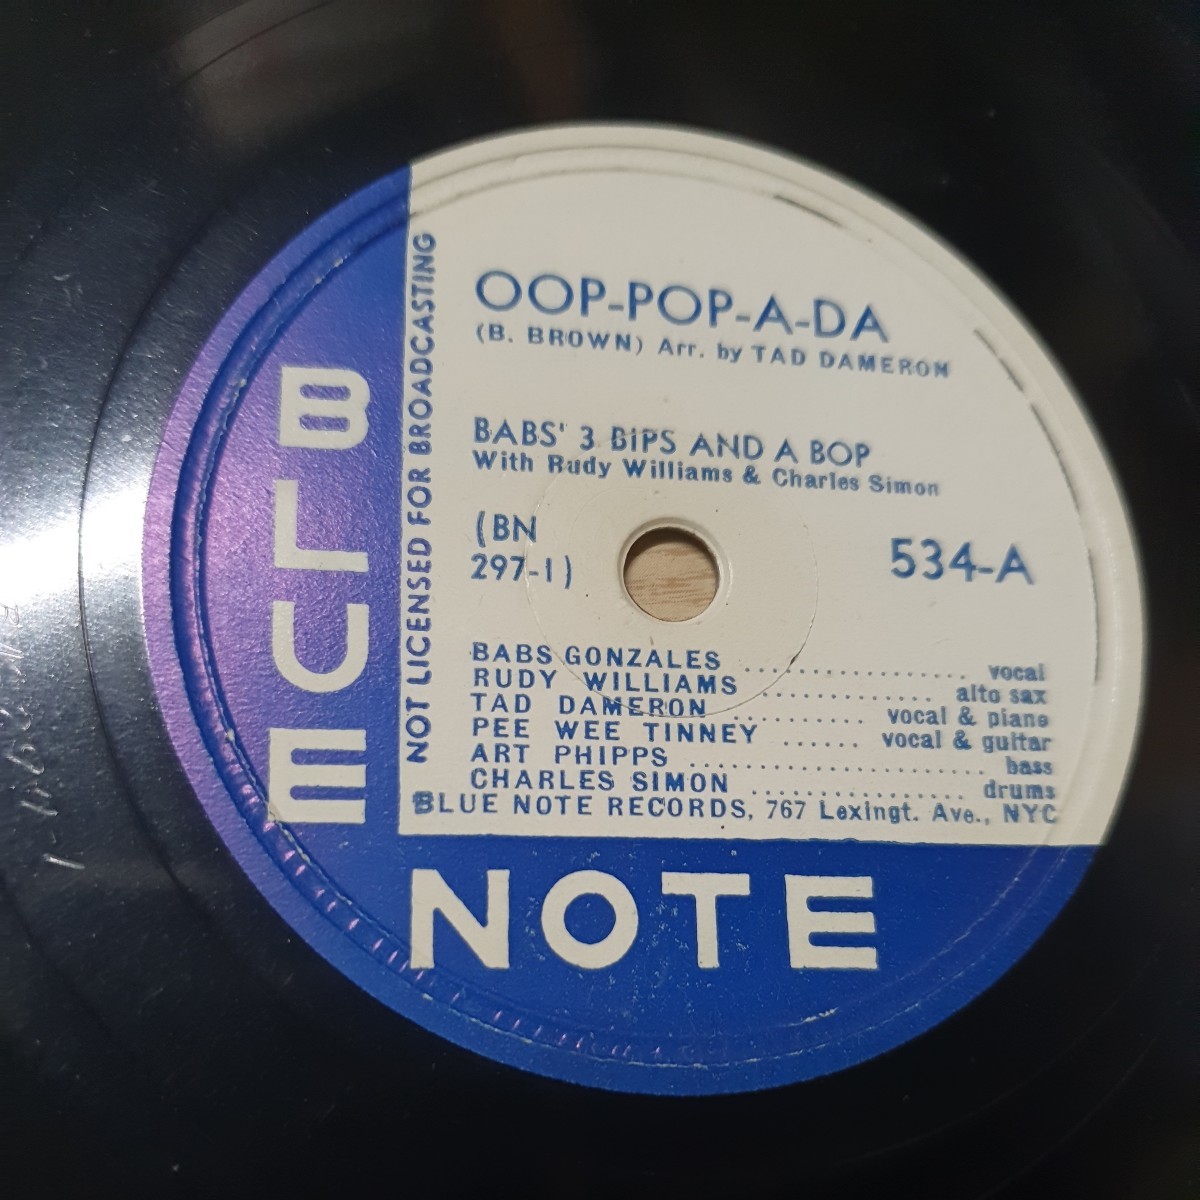 OOP-POP-A-DA
(B. BROWN) Arr. by TAD DAMERON
BABS' 3 BIPS AND A BOP
With Rudy Williams & Charles Simon
(BN
297-1)
534-A
BABS GONZALES .................. vocal
RUDY WILLIAMS .............. alto sax
TAD DAMERON .......... vocal & piano
PEE WEE TINNEY ...... vocal & guitar
ART PHIPPS ....................... bass
CHARLES SIMON ................. drums
BLUE NOTE RECORDS, 767 Lexingt. Ave., NYC
NOT LICENSED FOR BROADCASTING
BLUE
NOTE